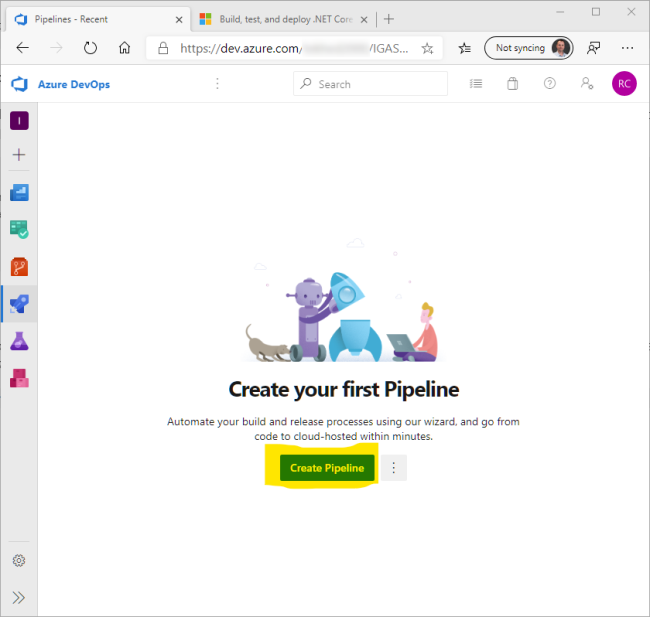 Pipelines - Recent
Build, test, and deploy .NET Core
https://dev.azure.com/ /IGAS...
Not syncing
Azure DevOps
Search
RC
I
Create your first Pipeline
Automate your build and release processes using our wizard, and go from
code to cloud-hosted within minutes.
Create Pipeline